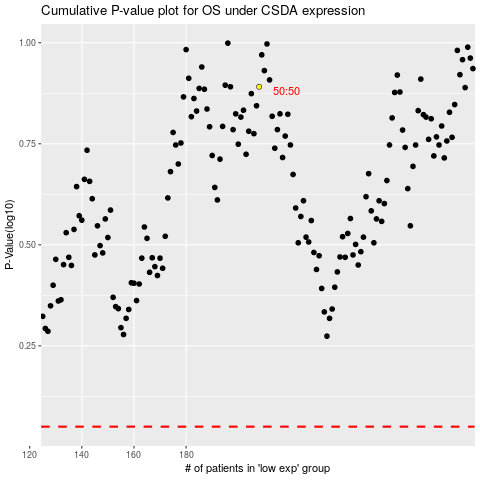 Cumulative P-value plot for OS under CSDA expression
1.00
50:50
0.75
P-Value(log10)
0.50
0.25
120 140 160 180
# of patients in 'low exp' group